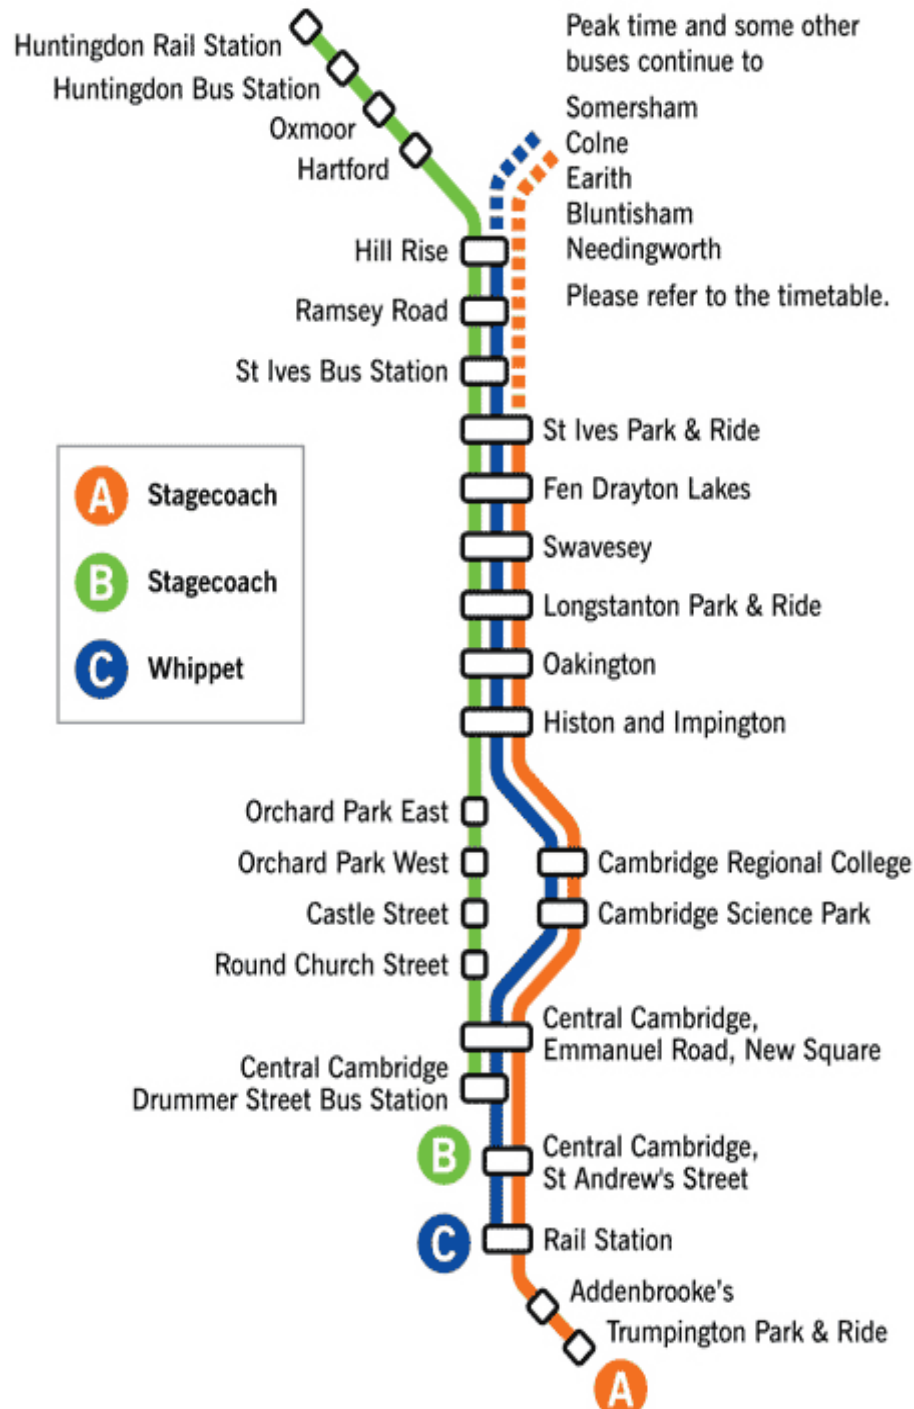 Huntingdon Rail Station
Huntingdon Bus Station
Oxmoor
Hartford
Peak time and some other
buses continue to
Somersham
Colne
Earith
Bluntisham
Needingworth
Please refer to the timetable.
Hill Rise
Ramsey Road
St Ives Bus Station
St Ives Park & Ride
Fen Drayton Lakes
Swavesey
Longstanton Park & Ride
Oakington
Histon and Impington
A Stagecoach
B Stagecoach
C Whippet
Orchard Park East
Orchard Park West
Castle Street
Round Church Street
Cambridge Regional College
Cambridge Science Park
Central Cambridge,
Emmanuel Road, New Square
Central Cambridge
Drummer Street Bus Station
B
Central Cambridge,
St Andrew's Street
C
Rail Station
Addenbrooke's
Trumpington Park & Ride
A